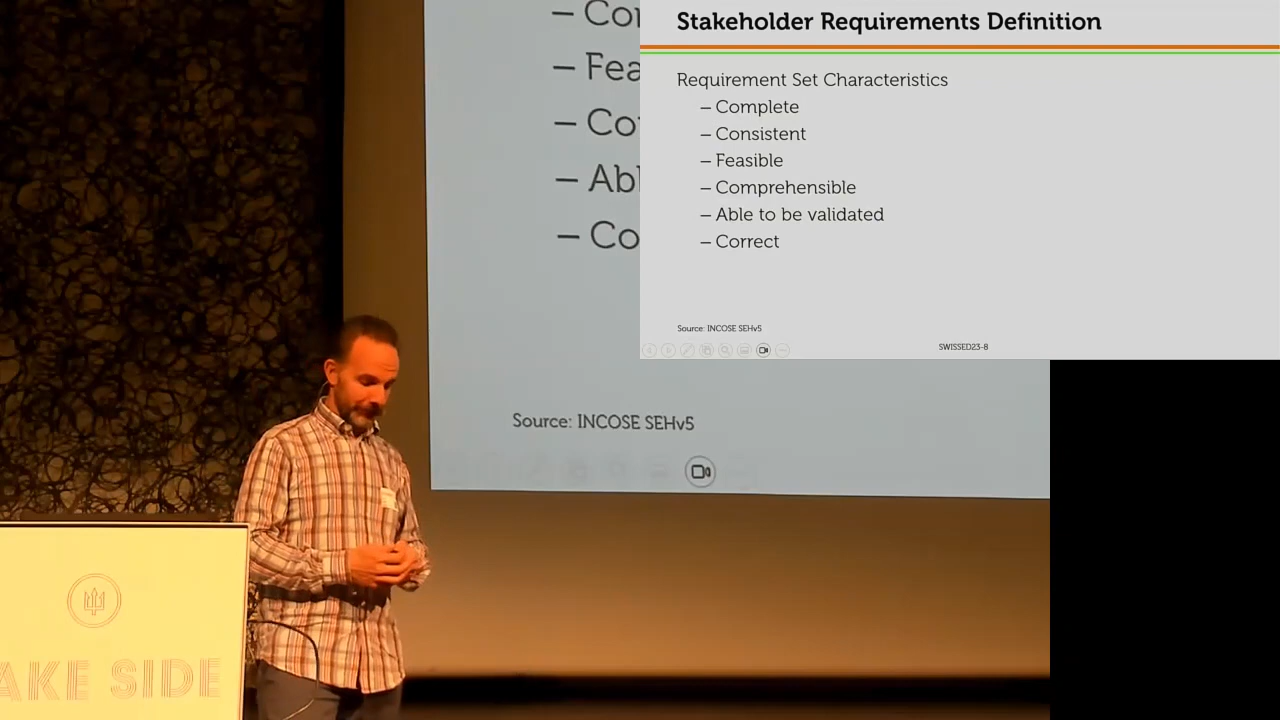 Stakeholder Requirements Definition
Requirement Set Characteristics
– Complete
– Consistent
– Feasible
– Comprehensible
– Able to be validated
– Correct
Source: INCOSE SEHv5
SWISSED23-8
– Co
– Fea
– Co
– Abl
– Co
Source: INCOSE SEHv5
AKE SIDE